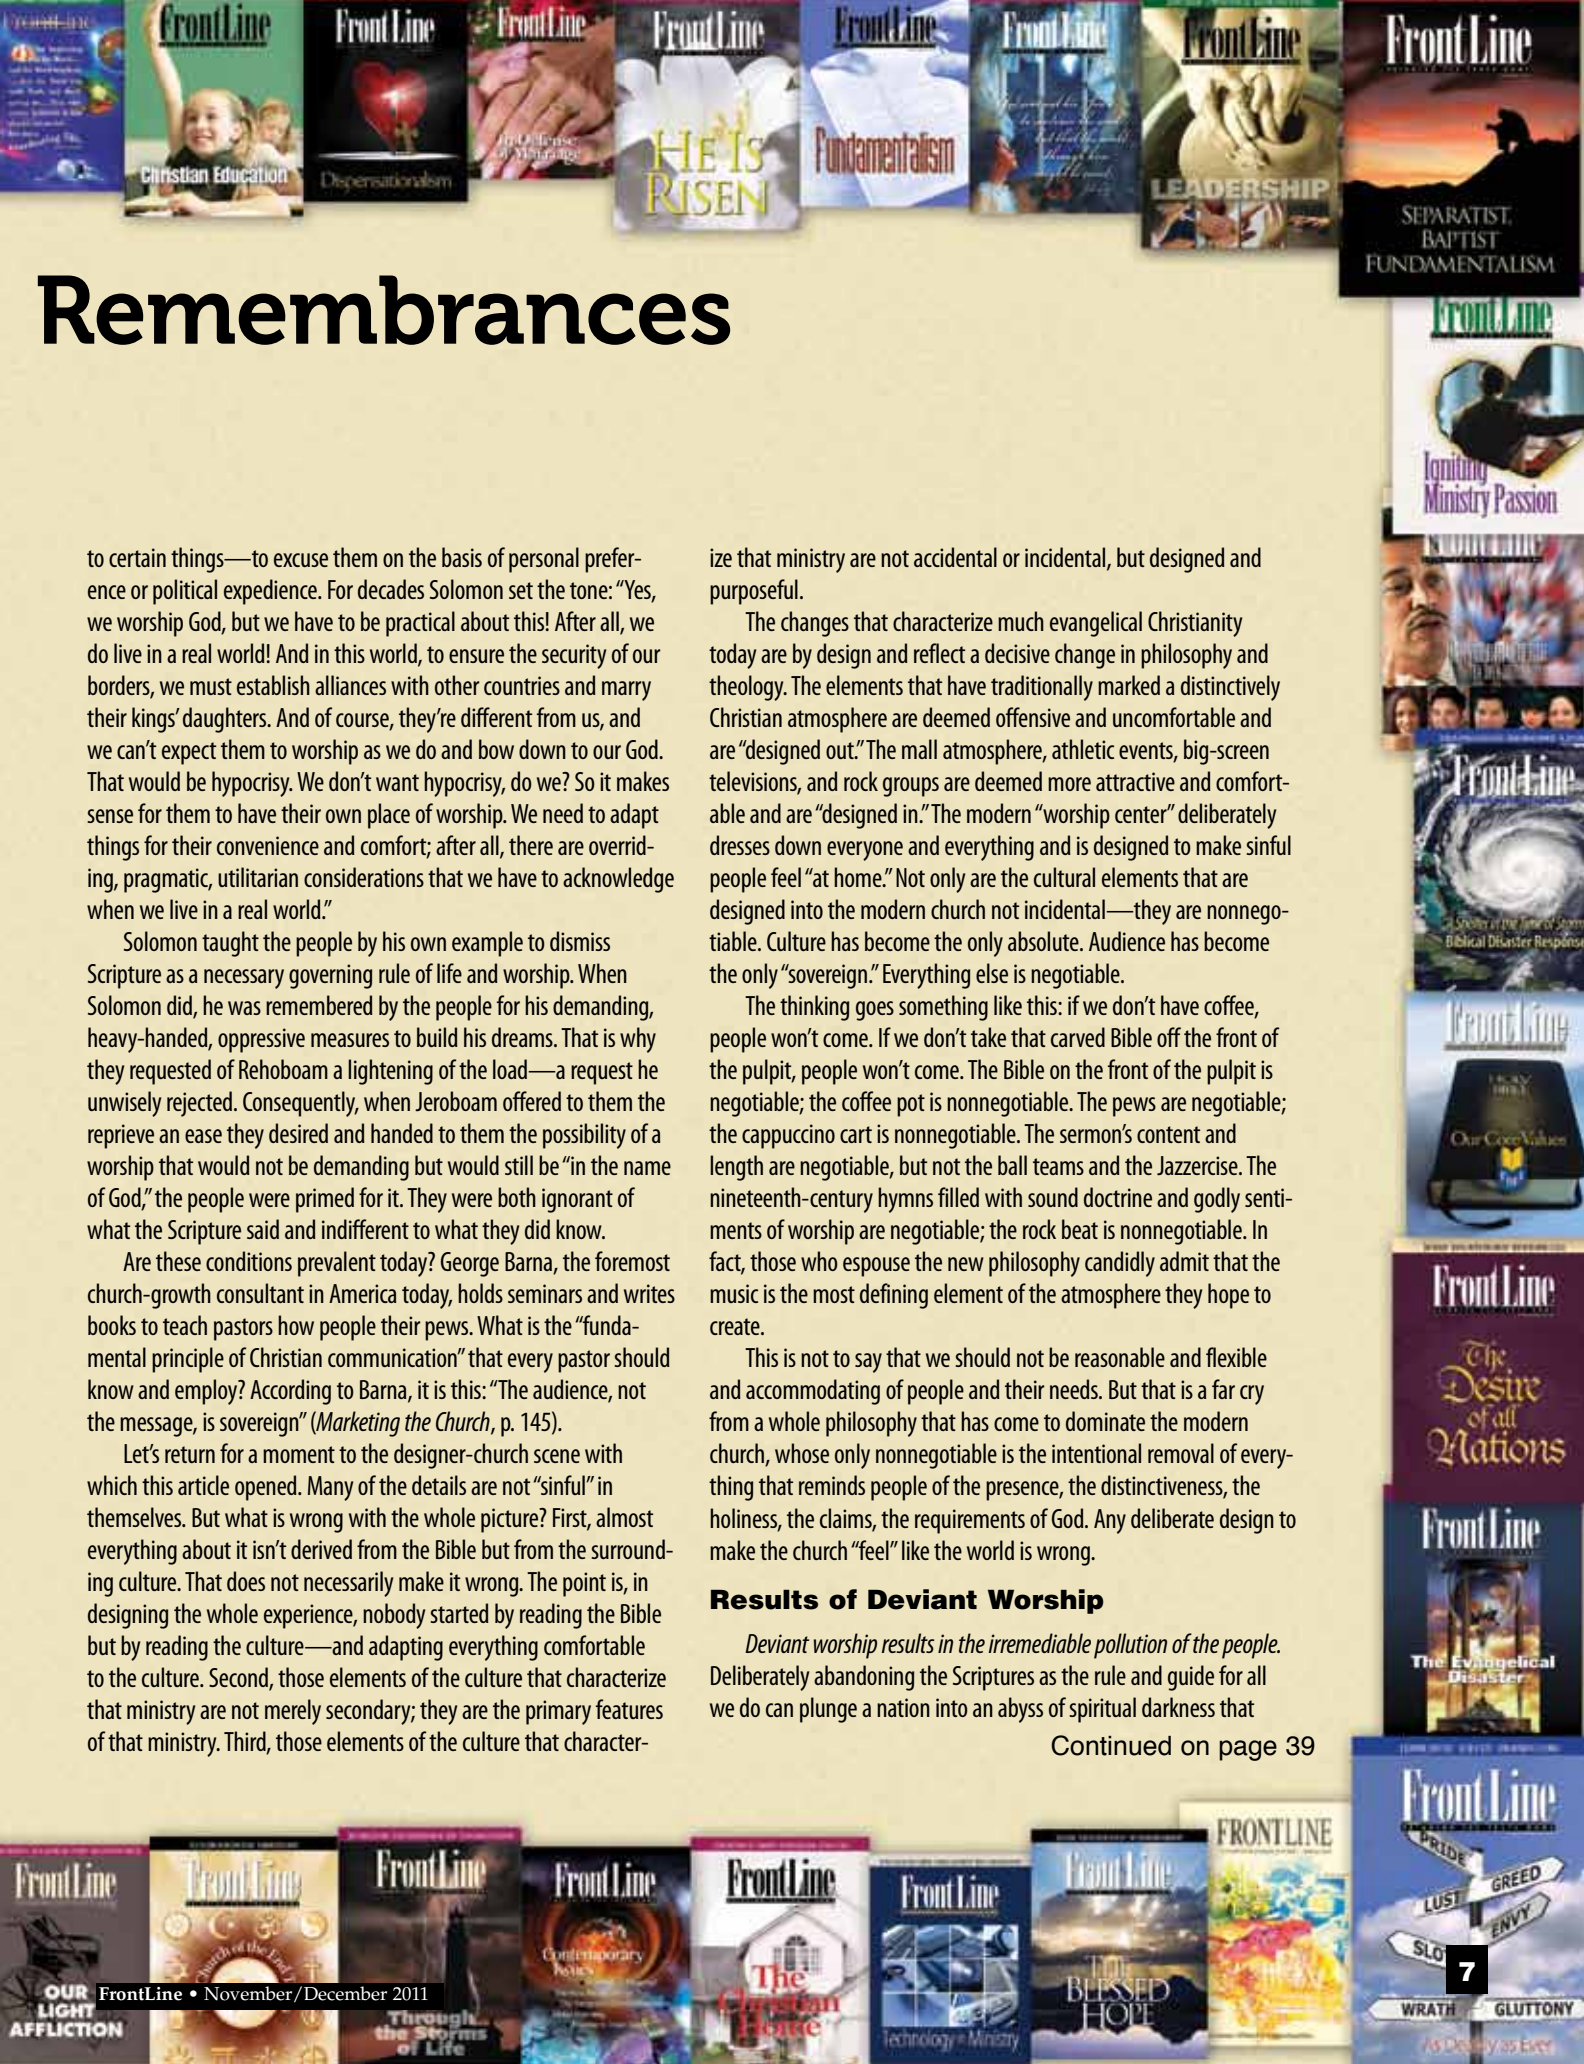 FrontLine
FrontLine
Christian Education
FrontLine
Dispensationalism
FrontLine
In Defense
of Marriage
FrontLine
HE IS
RISEN
FrontLine
Fundamentalism
FrontLine
FrontLine
LEADERSHIP
FrontLine
SEPARATIST,
BAPTIST
FUNDAMENTALISM
Remembrances
to certain things—to excuse them on the basis of personal prefer-
ence or political expedience. For decades Solomon set the tone: “Yes,
we worship God, but we have to be practical about this! After all, we
do live in a real world! And in this world, to ensure the security of our
borders, we must establish alliances with other countries and marry
their kings’ daughters. And of course, they’re different from us, and
we can’t expect them to worship as we do and bow down to our God.
That would be hypocrisy. We don’t want hypocrisy, do we? So it makes
sense for them to have their own place of worship. We need to adapt
things for their convenience and comfort; after all, there are overrid-
ing, pragmatic, utilitarian considerations that we have to acknowledge
when we live in a real world.”
Solomon taught the people by his own example to dismiss
Scripture as a necessary governing rule of life and worship. When
Solomon did, he was remembered by the people for his demanding,
heavy-handed, oppressive measures to build his dreams. That is why
they requested of Rehoboam a lightening of the load—a request he
unwisely rejected. Consequently, when Jeroboam offered to them the
reprieve an ease they desired and handed to them the possibility of a
worship that would not be demanding but would still be “in the name
of God,” the people were primed for it. They were both ignorant of
what the Scripture said and indifferent to what they did know.
Are these conditions prevalent today? George Barna, the foremost
church-growth consultant in America today, holds seminars and writes
books to teach pastors how people their pews. What is the “funda-
mental principle of Christian communication” that every pastor should
know and employ? According to Barna, it is this: “The audience, not
the message, is sovereign” (Marketing the Church, p. 145).
Let’s return for a moment to the designer-church scene with
which this article opened. Many of the details are not “sinful” in
themselves. But what is wrong with the whole picture? First, almost
everything about it isn’t derived from the Bible but from the surround-
ing culture. That does not necessarily make it wrong. The point is, in
designing the whole experience, nobody started by reading the Bible
but by reading the culture—and adapting everything comfortable
to the culture. Second, those elements of the culture that characterize
that ministry are not merely secondary; they are the primary features
of that ministry. Third, those elements of the culture that character-
ize that ministry are not accidental or incidental, but designed and
purposeful.
The changes that characterize much evangelical Christianity
today are by design and reflect a decisive change in philosophy and
theology. The elements that have traditionally marked a distinctively
Christian atmosphere are deemed offensive and uncomfortable and
are “designed out.” The mall atmosphere, athletic events, big-screen
televisions, and rock groups are deemed more attractive and comfort-
able and are “designed in.” The modern “worship center” deliberately
dresses down everyone and everything and is designed to make sinful
people feel “at home.” Not only are the cultural elements that are
designed into the modern church not incidental—they are nonnego-
tiable. Culture has become the only absolute. Audience has become
the only “sovereign.” Everything else is negotiable.
The thinking goes something like this: if we don’t have coffee,
people won’t come. If we don’t take that carved Bible off the front of
the pulpit, people won’t come. The Bible on the front of the pulpit is
negotiable; the coffee pot is nonnegotiable. The pews are negotiable;
the cappuccino cart is nonnegotiable. The sermon’s content and
length are negotiable, but not the ball teams and the Jazzercise. The
nineteenth-century hymns filled with sound doctrine and godly senti-
ments of worship are negotiable; the rock beat is nonnegotiable. In
fact, those who espouse the new philosophy candidly admit that the
music is the most defining element of the atmosphere they hope to
create.
This is not to say that we should not be reasonable and flexible
and accommodating of people and their needs. But that is a far cry
from a whole philosophy that has come to dominate the modern
church, whose only nonnegotiable is the intentional removal of every-
thing that reminds people of the presence, the distinctiveness, the
holiness, the claims, the requirements of God. Any deliberate design to
make the church “feel” like the world is wrong.
Results of Deviant Worship
Deviant worship results in the irremediable pollution of the people.
Deliberately abandoning the Scriptures as the rule and guide for all
we do can plunge a nation into an abyss of spiritual darkness that
Continued on page 39
FrontLine
Igniting
Ministry Passion
FrontLine
FrontLine
A Shelter in the Time of Storm
Biblical Disaster Response
FrontLine
HOLY
BIBLE
Our Core Values
FrontLine
The
Desire
of all
Nations
FrontLine
The Evangelical
Disaster
FrontLine
PRIDE
LUST
GREED
ENVY
SLO
WRATH
GLUTTONY
As Deadly as Ever
7
FrontLine
OUR
LIGHT
AFFLICTION
FrontLine
Church of the End
FrontLine
Through
the Storms
of Life
FrontLine
Contemporary
Issues
FrontLine
The
Christian
Home
FrontLine
Technology = Ministry
FrontLine
THE
BLESSED
HOPE
FRONTLINE
FrontLine • November/December 2011